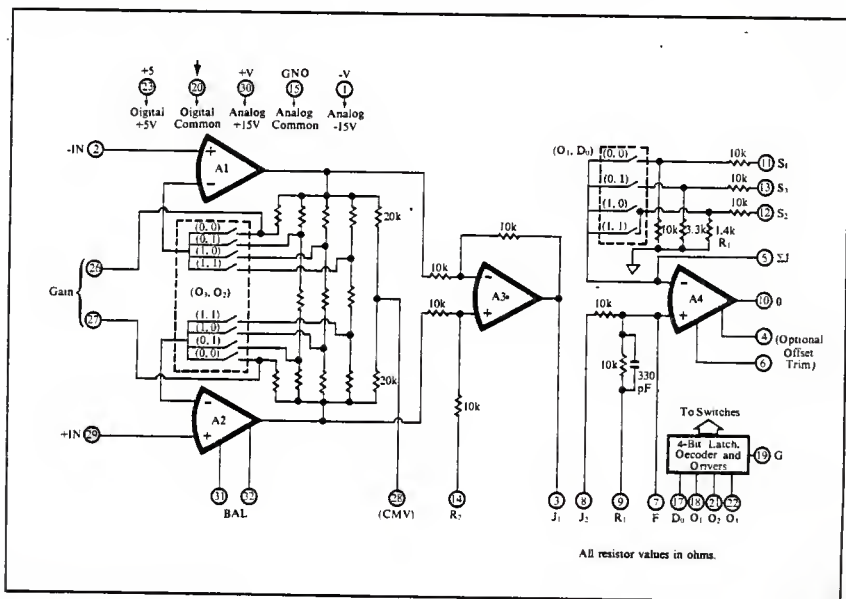 +5 +V GNO -V
23 20 30 15 1
Oigital Oigital Analog Analog Analog
+5V Common +15V Common -15V
-IN 2
A1
(0, 0)
(0, 1)
(1, 0)
(1, 1)
20k
Gain
26
(O₃, O₂)
27
(1, 1)
(1, 0)
(0, 1)
(0, 0)
20k
A2
+IN 29
31
BAL
28
(CMV)
10k
10k
10k
A3
10k
14
R₂
3
J₁
(O₁, D₀)
(0, 0)
(0, 1)
(1, 0)
(1, 1)
10k 11 S₁
10k 13 S₃
10k 12 S₂
10k 3.3k 1.4k
R₁
5 ΣJ
A4
10 0
4 (Optional
Offset
Trim)
6
10k
10k
330
pF
8
J₂
9
R₁
7
F
To Switches
4-Bit Latch,
Oecoder and
Orivers
19 G
17 18 21 22
D₀ O₁ O₂ O₃
All resistor values in ohms.